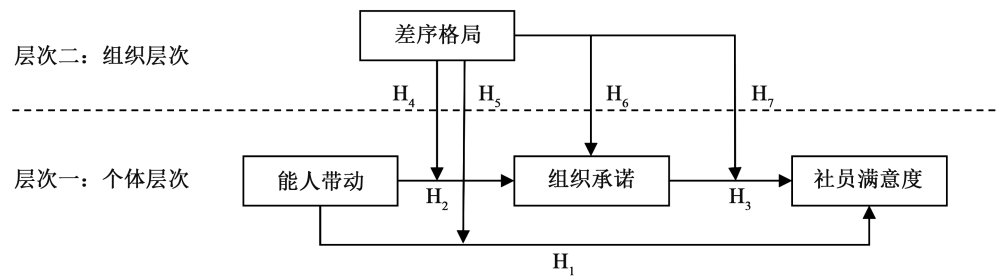 差序格局
层次二：组织层次
H4 H5 H6 H7
层次一：个体层次
能人带动
组织承诺
社员满意度
H2 H3
H1